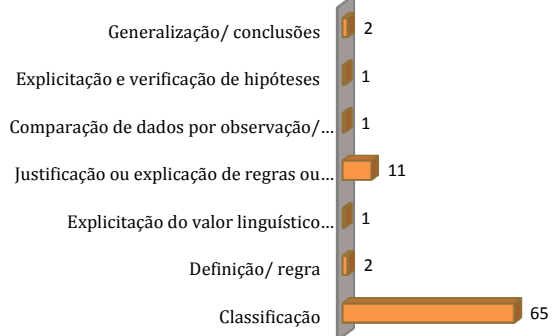 Generalização/ conclusões 2
Explicitação e verificação de hipóteses 1
Comparação de dados por observação/... 1
Justificação ou explicação de regras ou... 11
Explicitação do valor linguístico... 1
Definição/ regra 2
Classificação 65